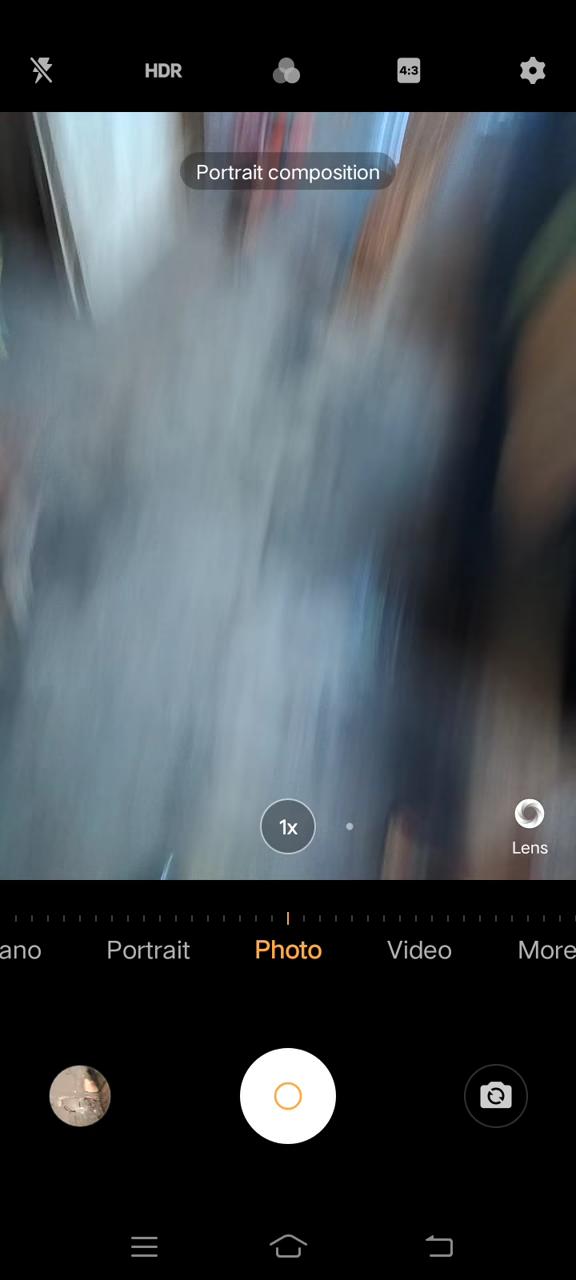 HDR
4:3
Portrait composition
1x
Lens
ano Portrait Photo Video More